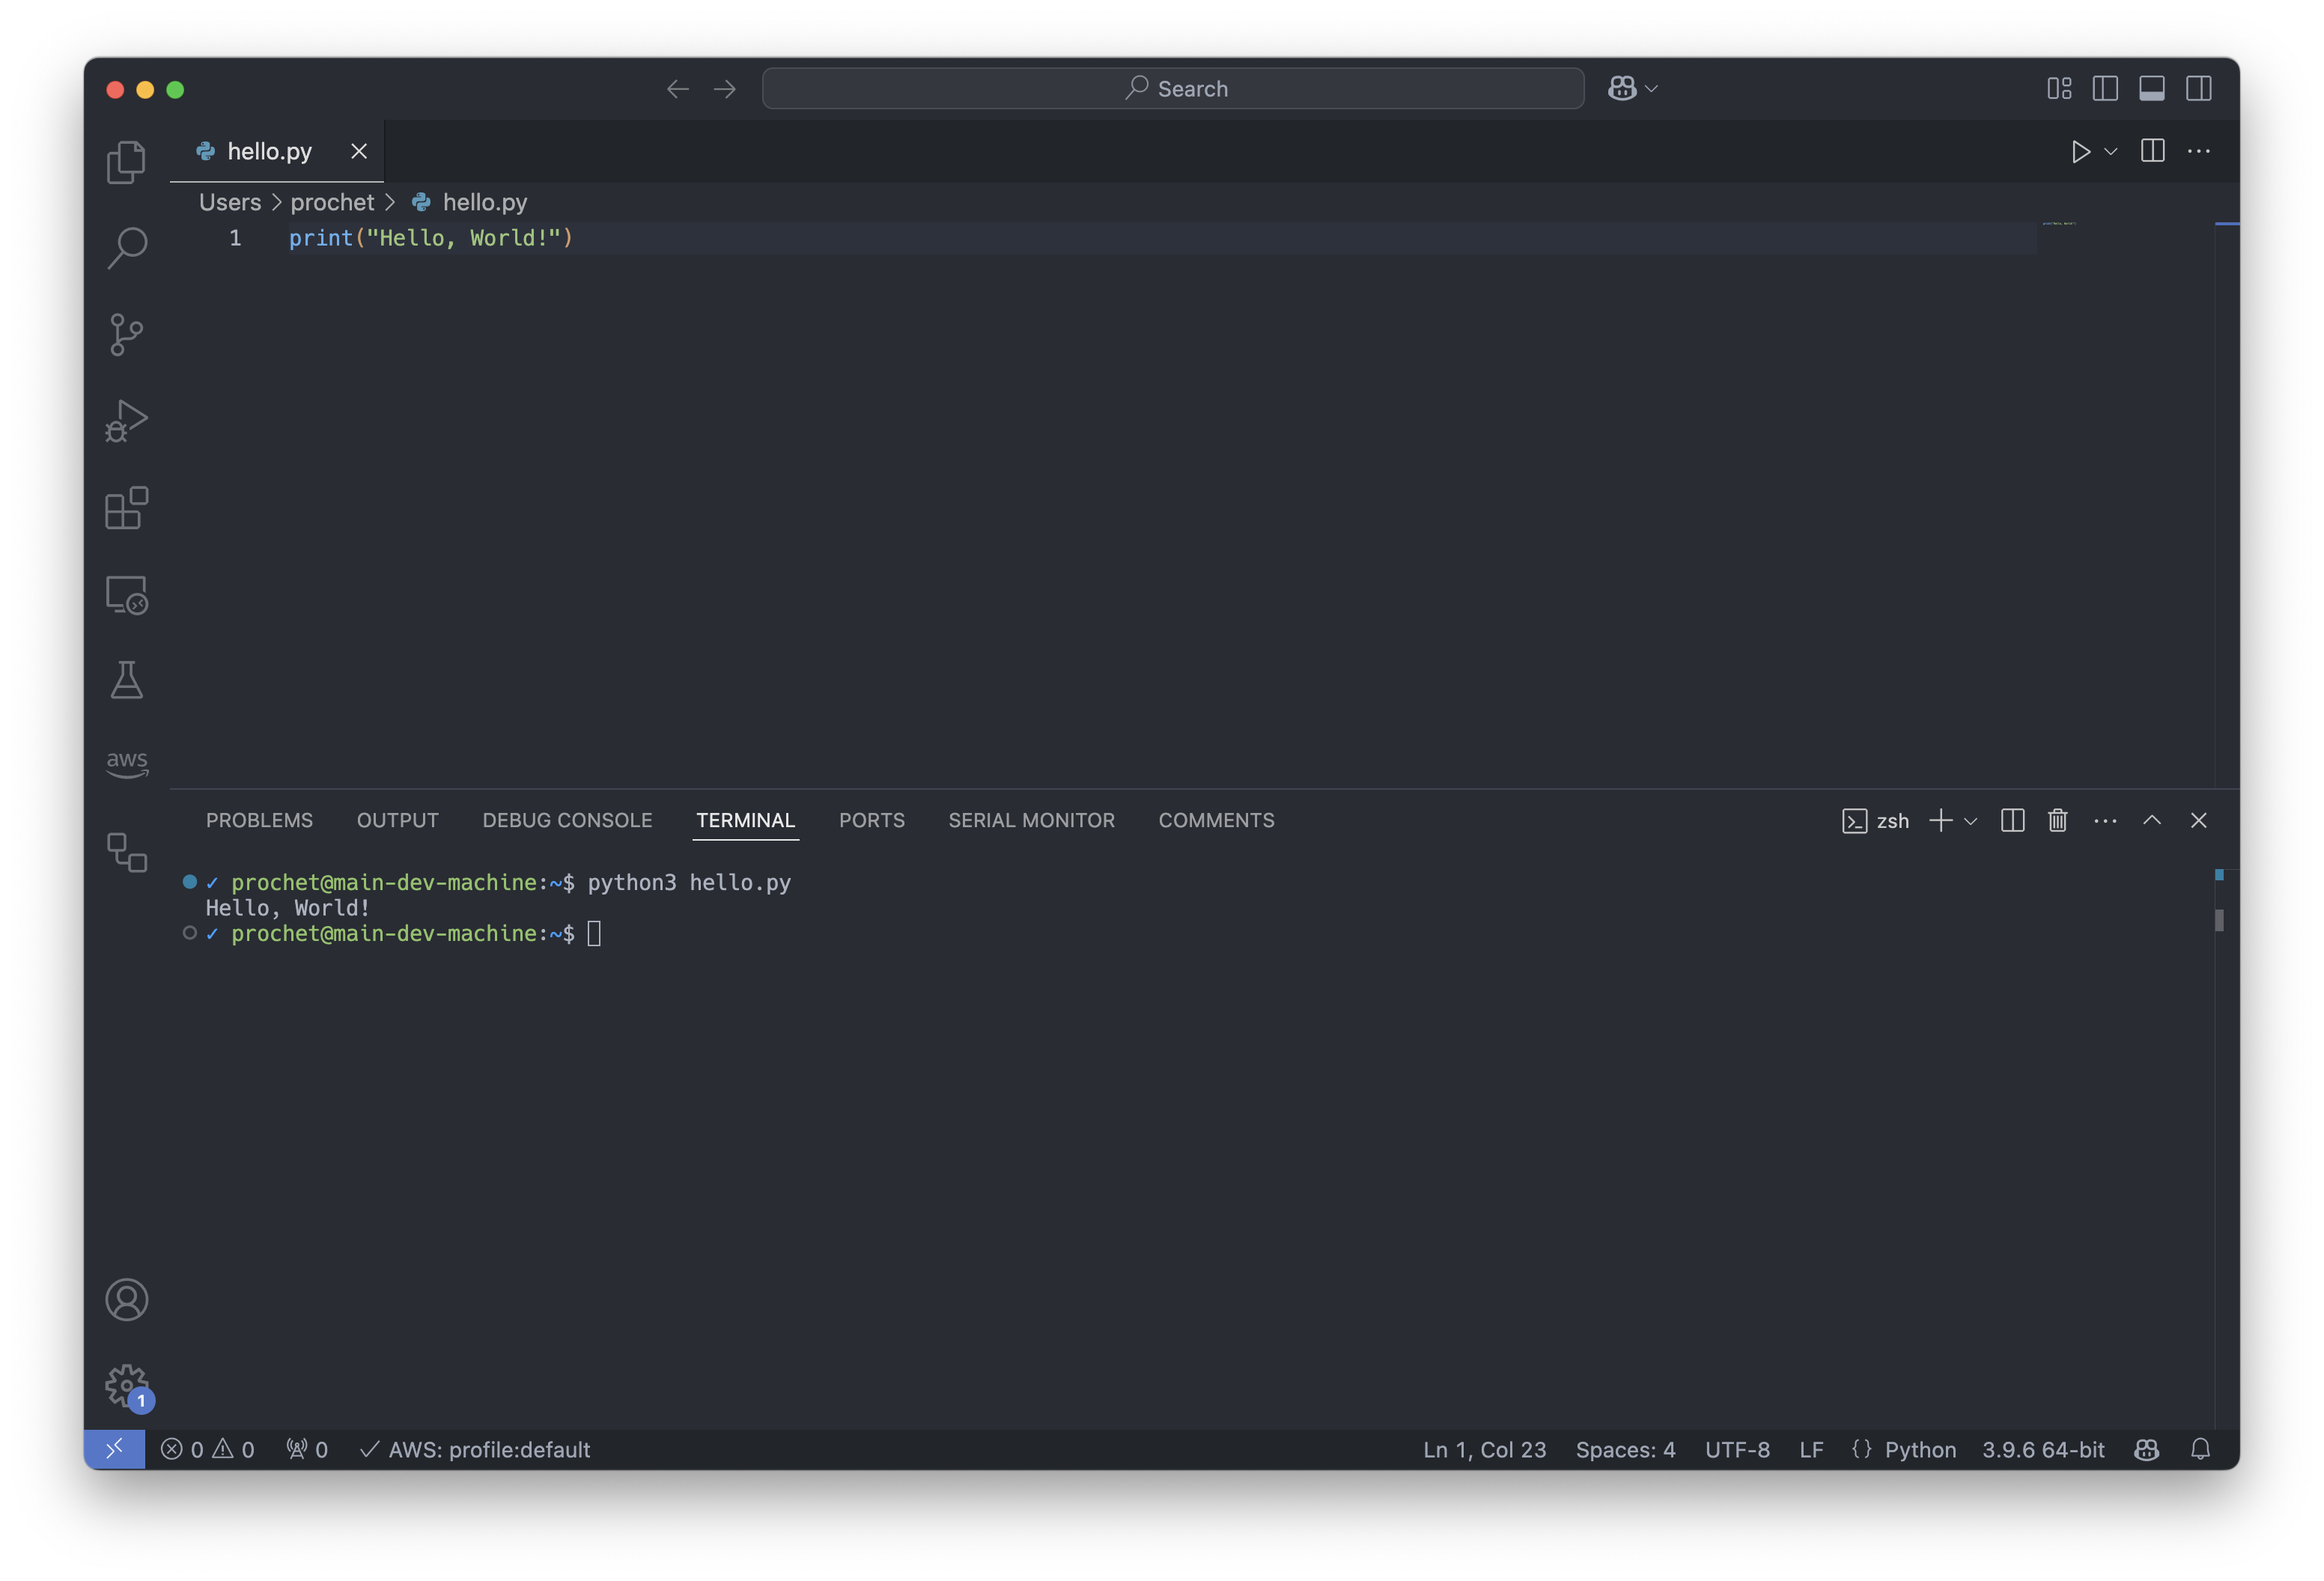 Search
hello.py
Users > prochet > hello.py
1 print("Hello, World!")
aws
PROBLEMS OUTPUT DEBUG CONSOLE TERMINAL PORTS SERIAL MONITOR COMMENTS zsh
✓ prochet@main-dev-machine:~$ python3 hello.py
Hello, World!
✓ prochet@main-dev-machine:~$
1
0 0 0 AWS: profile:default Ln 1, Col 23 Spaces: 4 UTF-8 LF {} Python 3.9.6 64-bit